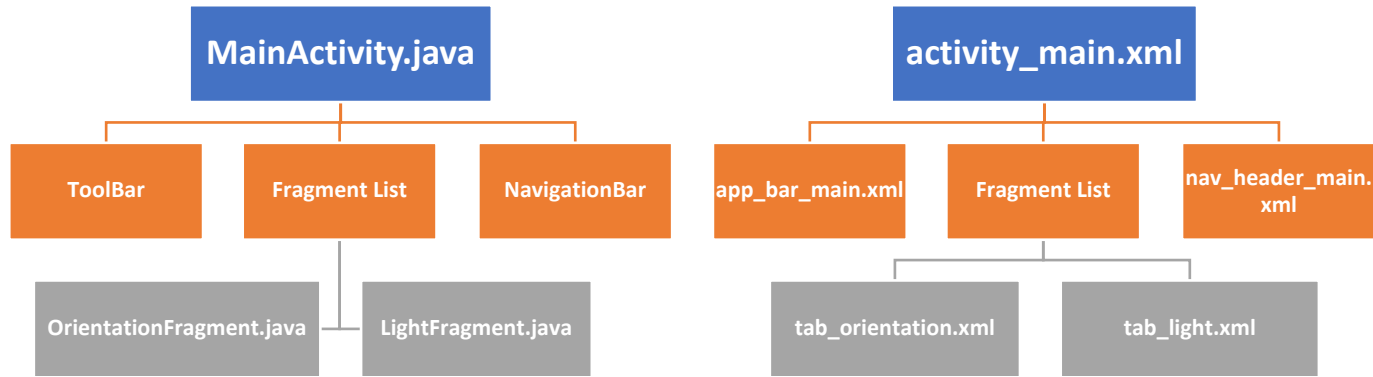 MainActivity.java
activity_main.xml
ToolBar
Fragment List
NavigationBar
app_bar_main.xml
Fragment List
nav_header_main.
xml
OrientationFragment.java
LightFragment.java
tab_orientation.xml
tab_light.xml